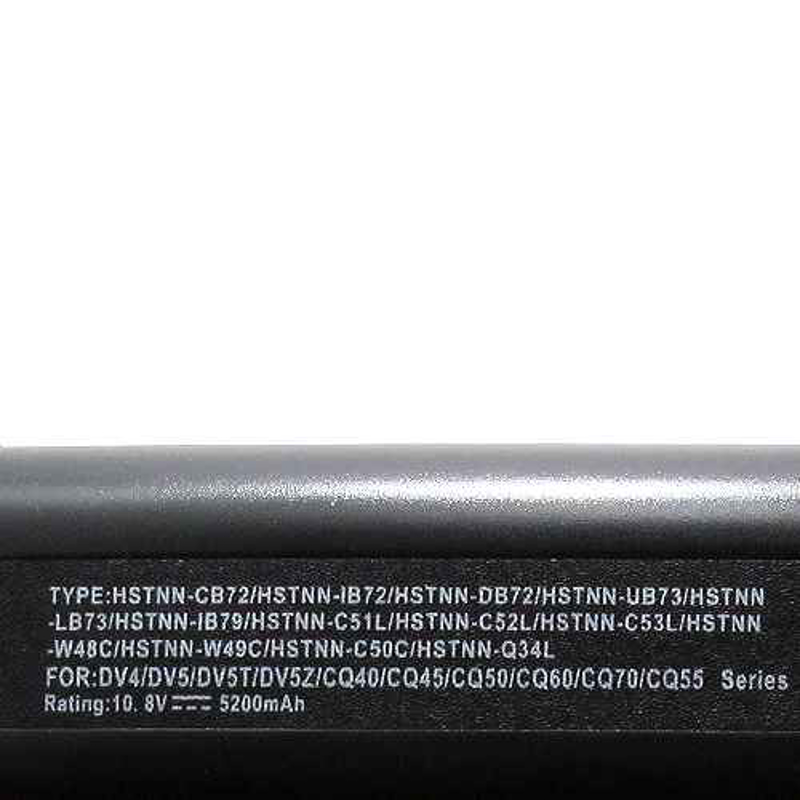 TYPE:HSTNN-CB72/HSTNN-IB72/HSTNN-DB72/HSTNN-UB73/HSTNN
-LB73/HSTNN-IB79/HSTNN-C51L/HSTNN-C52L/HSTNN-C53L/HSTNN
-W48C/HSTNN-W49C/HSTNN-C50C/HSTNN-Q34L
FOR:DV4/DV5/DV5T/DV5Z/CQ40/CQ45/CQ50/CQ60/CQ70/CQ55 Series
Rating:10. 8V⎓ 5200mAh